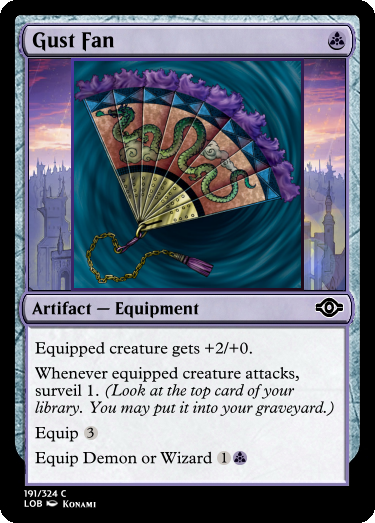 Gust Fan
Artifact — Equipment
Equipped creature gets +2/+0.
Whenever equipped creature attacks,
surveil 1. (Look at the top card of your
library. You may put it into your graveyard.)
Equip 3
Equip Demon or Wizard 1
191/324 C
LOB Konami